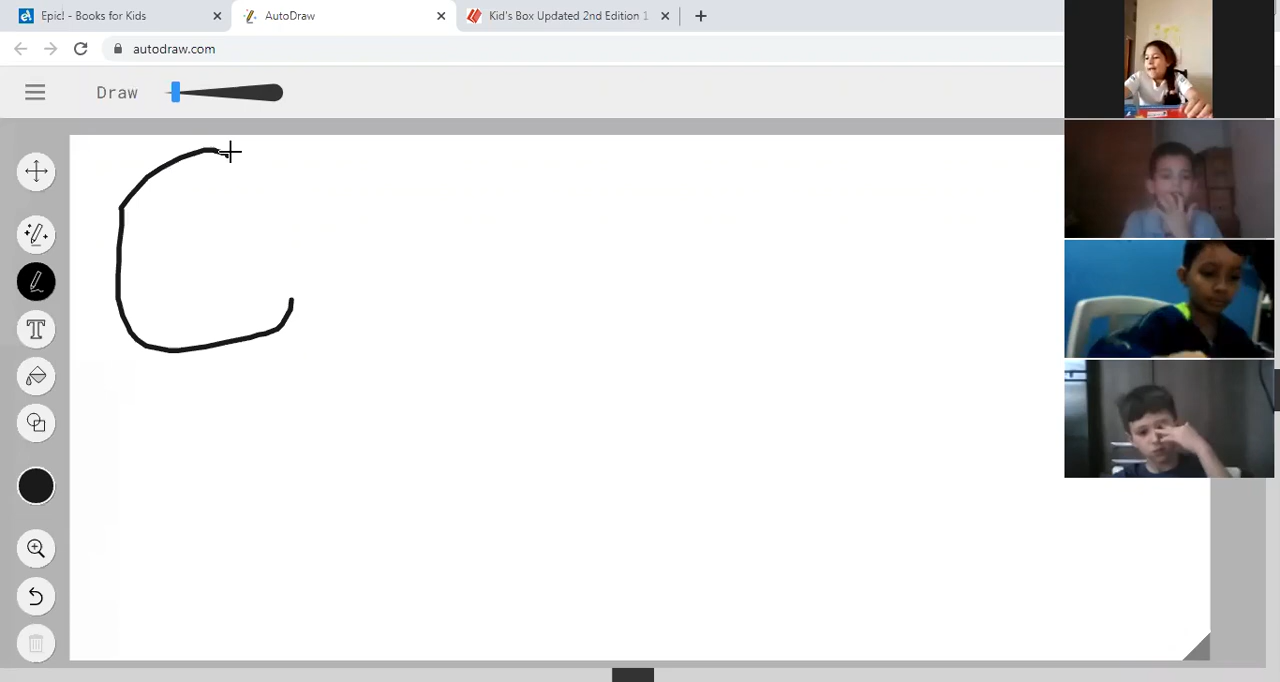 Epic! - Books for Kids
AutoDraw
Kid's Box Updated 2nd Edition 1
autodraw.com
Draw
T